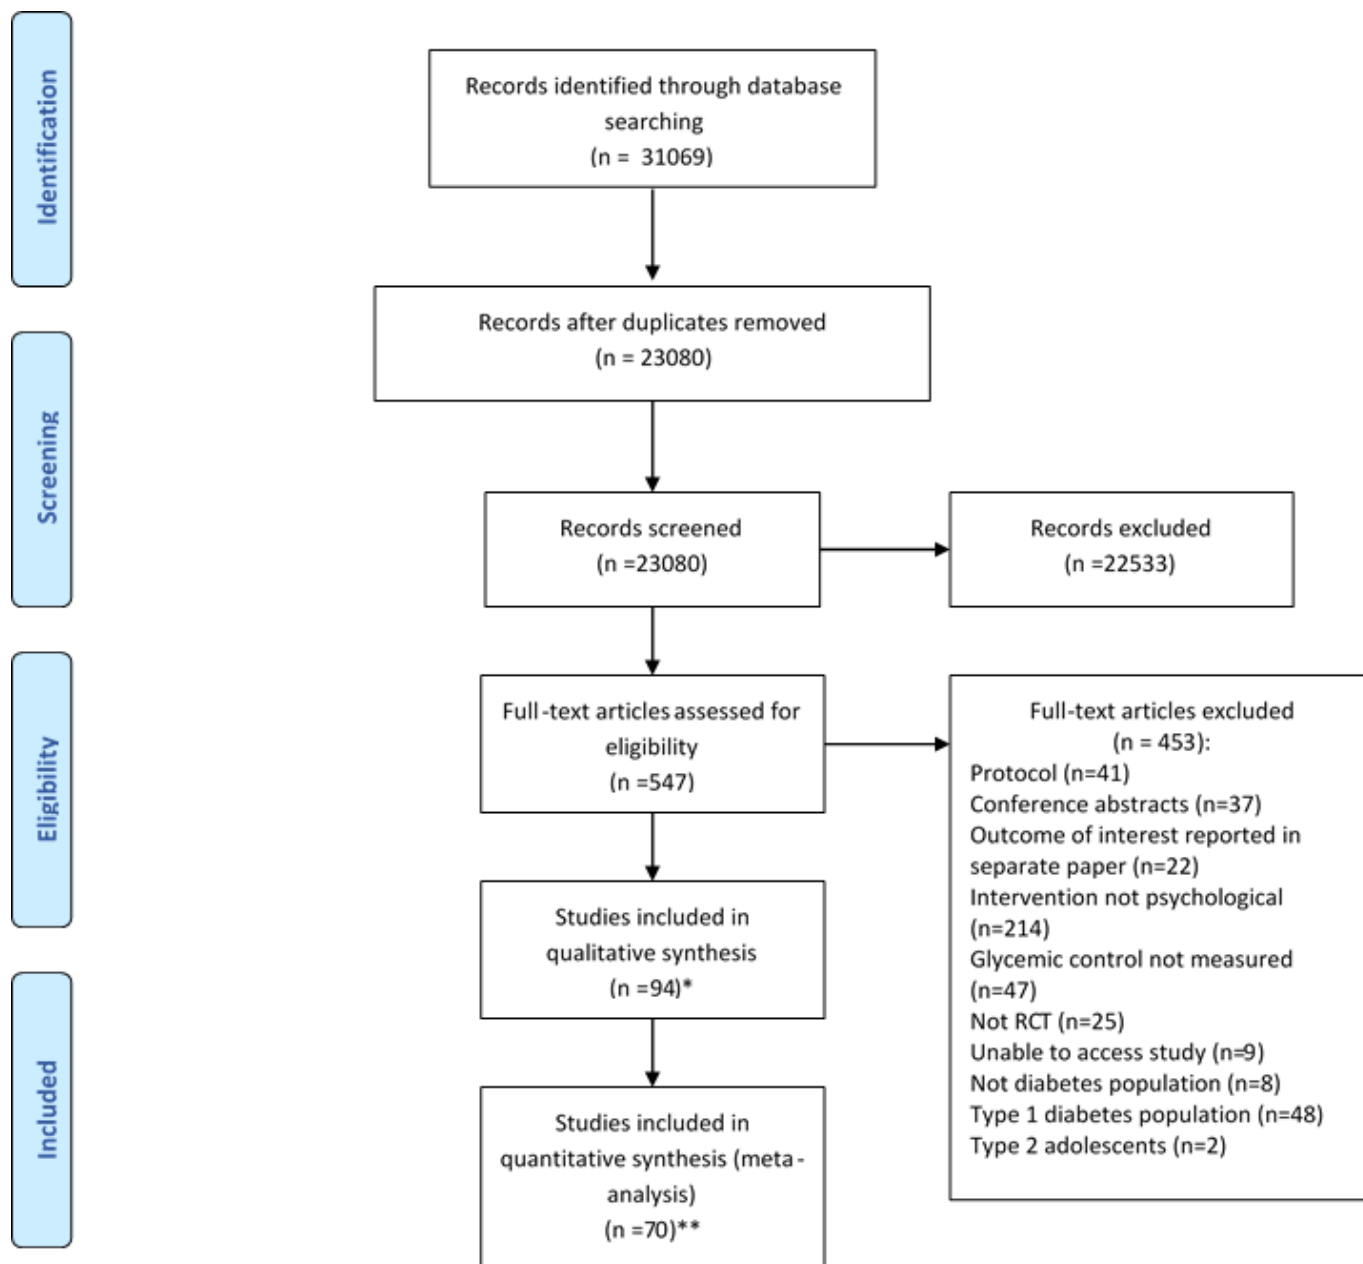 Identification
Records identified through database
searching
(n = 31069)
Records after duplicates removed
(n = 23080)
Screening
Records screened
(n =23080)
Records excluded
(n =22533)
Eligibility
Full-text articles assessed for
eligibility
(n =547)
Full-text articles excluded
(n = 453):
Protocol (n=41)
Conference abstracts (n=37)
Outcome of interest reported in
separate paper (n=22)
Intervention not psychological
(n=214)
Glycemic control not measured
(n=47)
Not RCT (n=25)
Unable to access study (n=9)
Not diabetes population (n=8)
Type 1 diabetes population (n=48)
Type 2 adolescents (n=2)
Studies included in
qualitative synthesis
(n =94)*
Included
Studies included in
quantitative synthesis (meta-
analysis)
(n =70)**